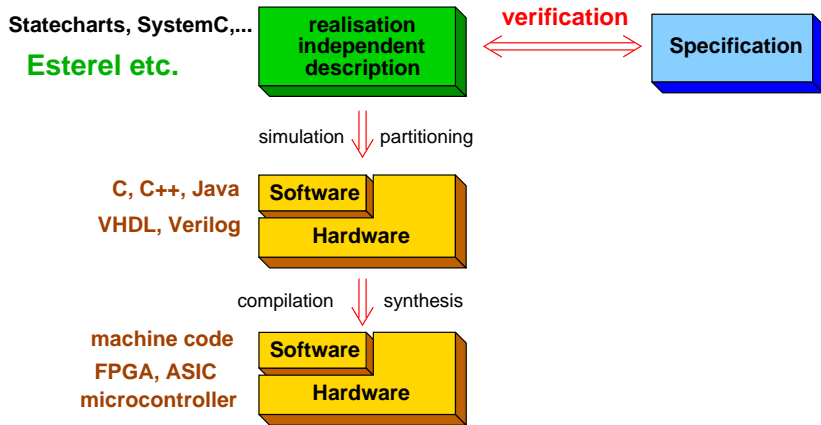 Statecharts, SystemC,...
Esterel etc.
realisation
independent
description
verification
Specification
simulation
partitioning
C, C++, Java
VHDL, Verilog
Software
Hardware
compilation
synthesis
machine code
FPGA, ASIC
microcontroller
Software
Hardware